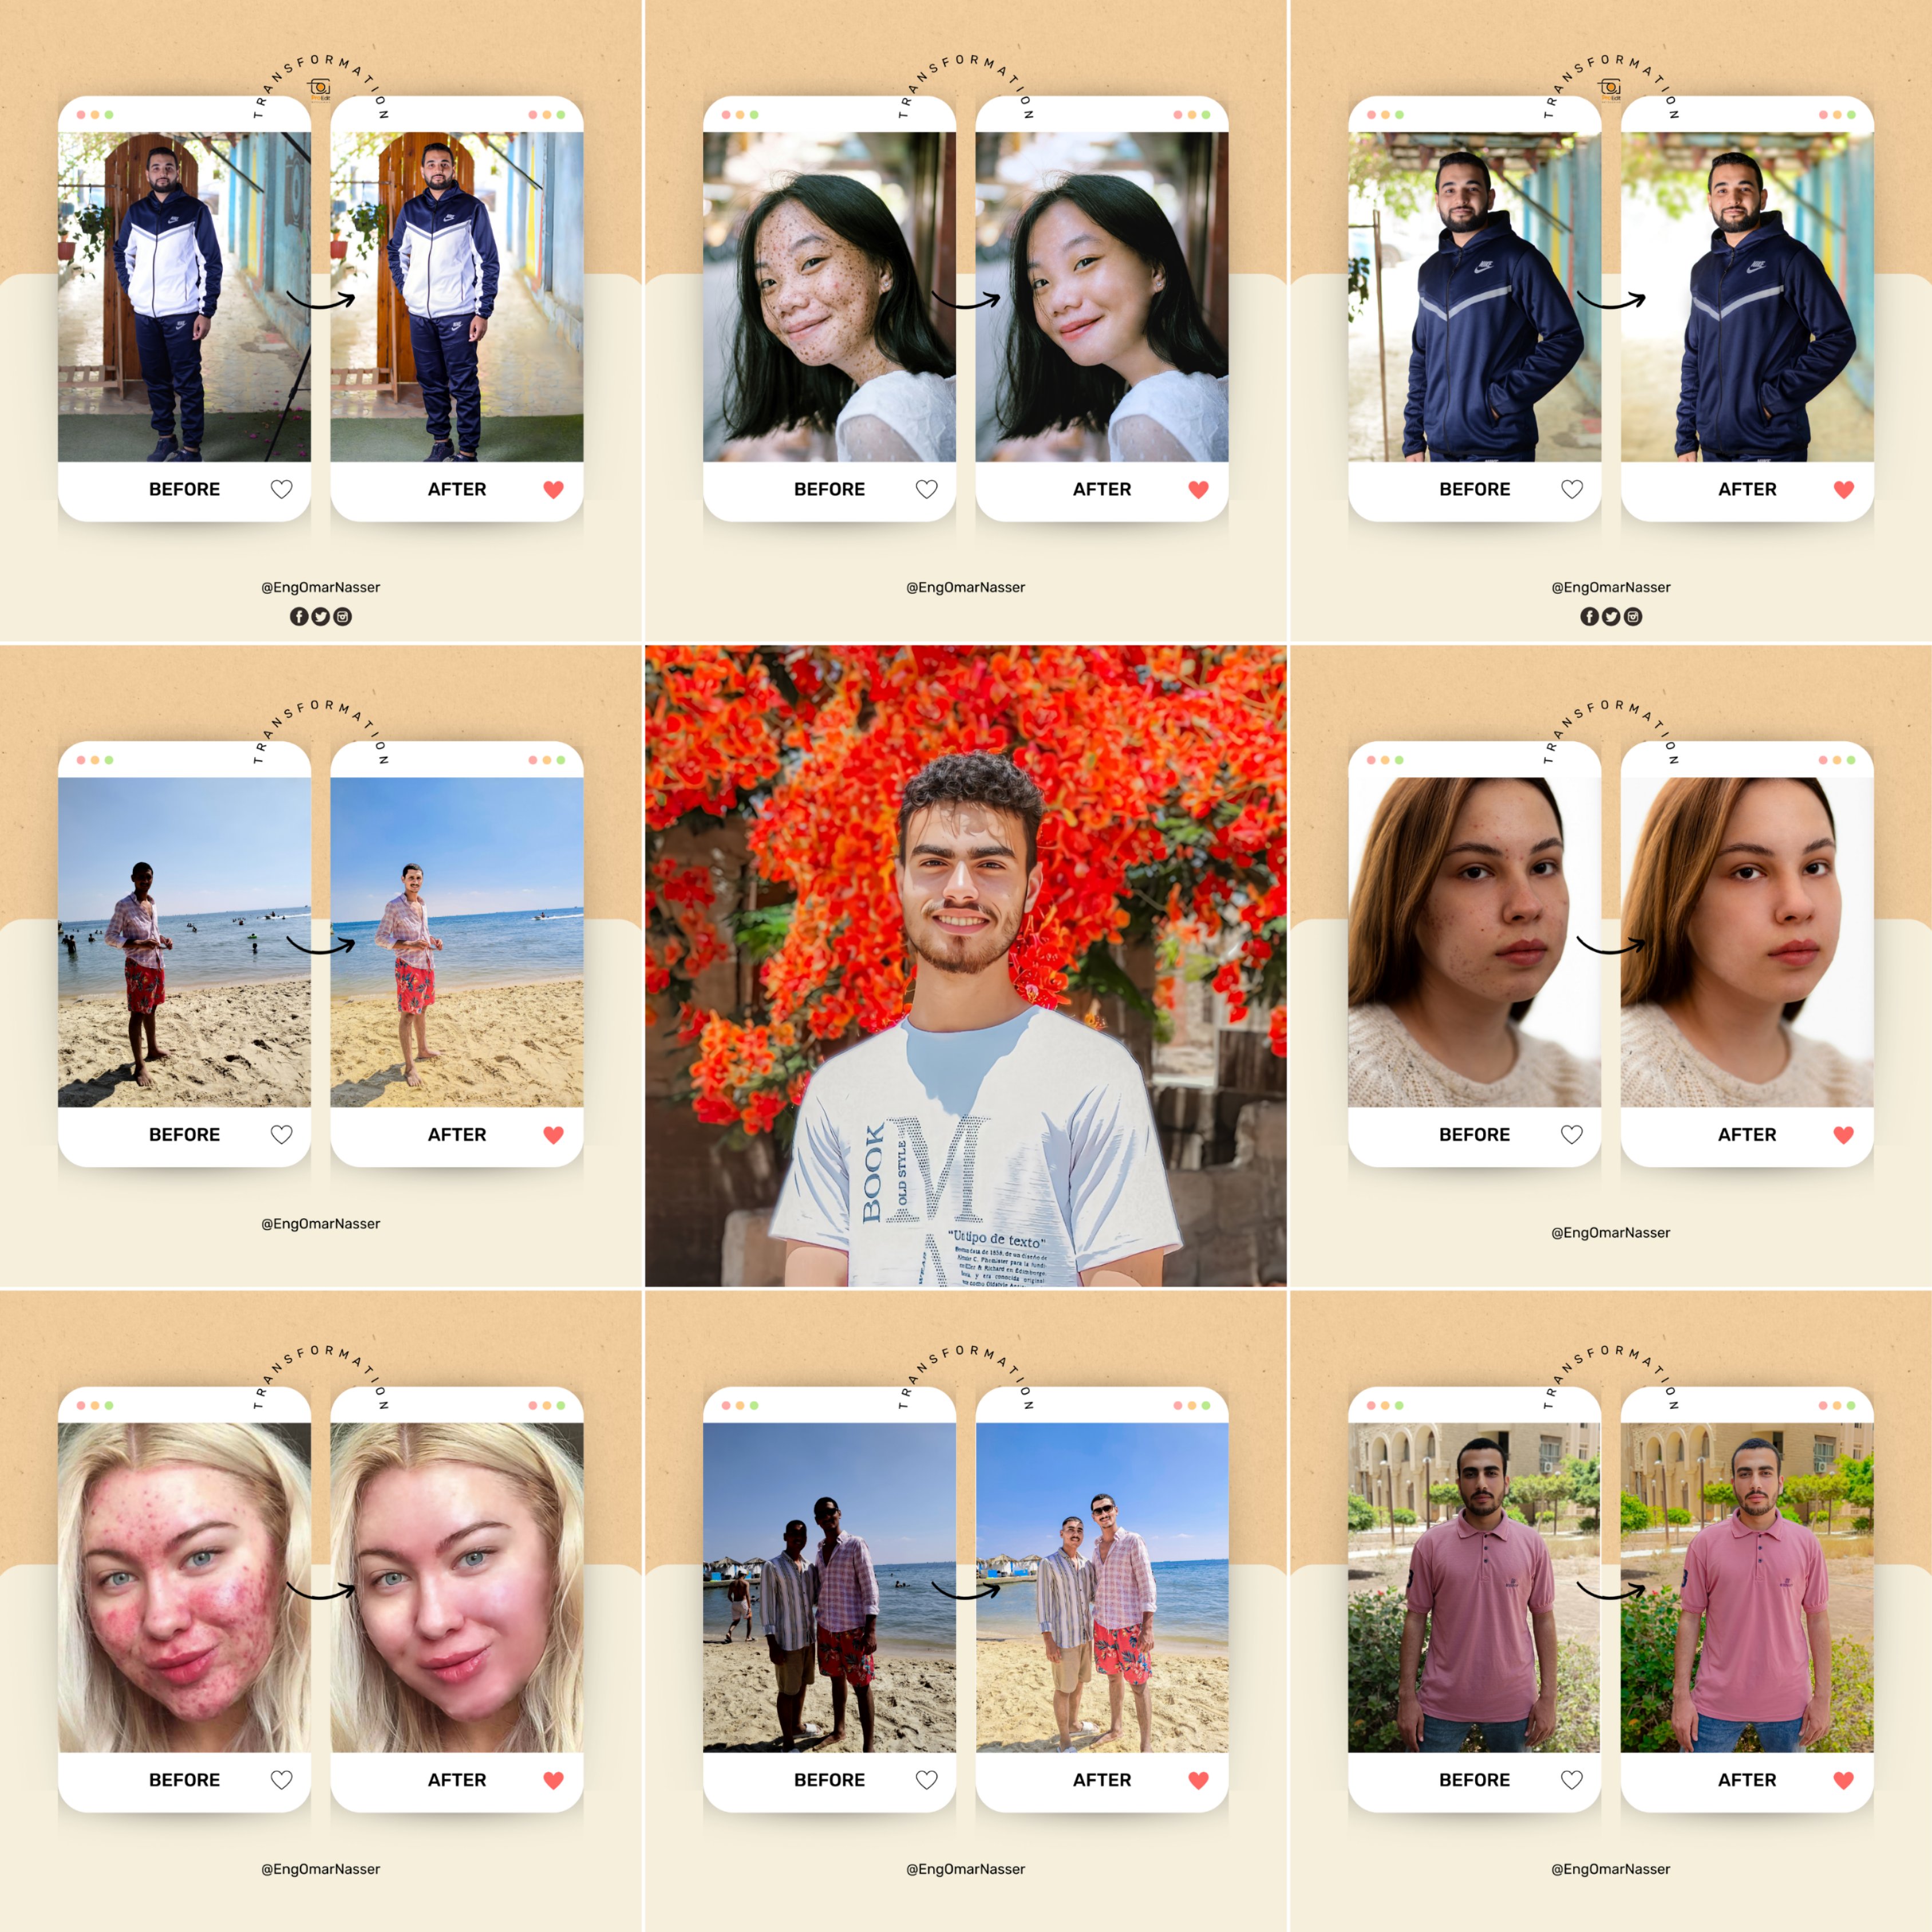 TRANSFORMATION
BEFORE
AFTER
@EngOmarNasser
TRANSFORMATION
BEFORE
AFTER
@EngOmarNasser
TRANSFORMATION
BEFORE
AFTER
@EngOmarNasser
TRANSFORMATION
BEFORE
AFTER
@EngOmarNasser
BOOK
OLD STYLE
M
"Un tipo de texto"
TRANSFORMATION
BEFORE
AFTER
@EngOmarNasser
TRANSFORMATION
BEFORE
AFTER
@EngOmarNasser
TRANSFORMATION
BEFORE
AFTER
@EngOmarNasser
TRANSFORMATION
BEFORE
AFTER
@EngOmarNasser